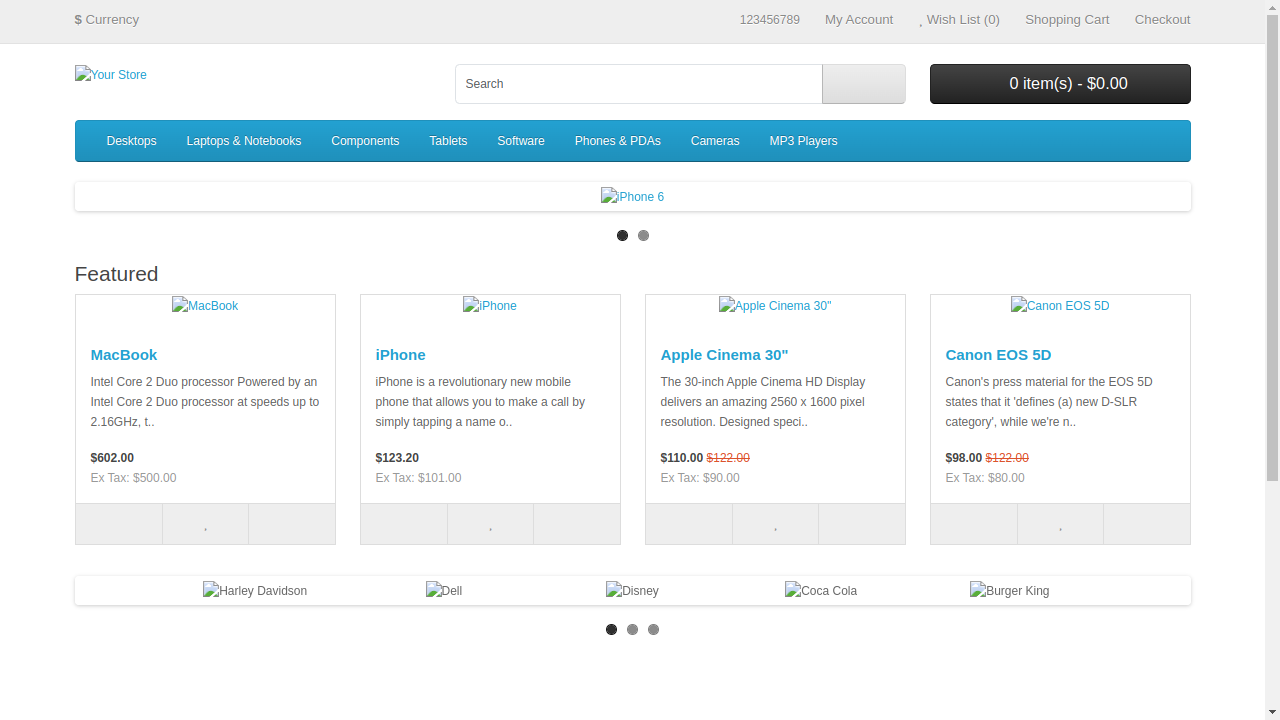 $ Currency
123456789
My Account
Wish List (0)
Shopping Cart
Checkout
Your Store
Search
0 item(s) - $0.00
Desktops
Laptops & Notebooks
Components
Tablets
Software
Phones & PDAs
Cameras
MP3 Players
iPhone 6
Featured
MacBook
MacBook
Intel Core 2 Duo processor Powered by an
Intel Core 2 Duo processor at speeds up to
2.16GHz, t..
$602.00
Ex Tax: $500.00
iPhone
iPhone
iPhone is a revolutionary new mobile
phone that allows you to make a call by
simply tapping a name o..
$123.20
Ex Tax: $101.00
Apple Cinema 30"
Apple Cinema 30"
The 30-inch Apple Cinema HD Display
delivers an amazing 2560 x 1600 pixel
resolution. Designed speci..
$110.00 $122.00
Ex Tax: $90.00
Canon EOS 5D
Canon EOS 5D
Canon's press material for the EOS 5D
states that it 'defines (a) new D-SLR
category', while we're n..
$98.00 $122.00
Ex Tax: $80.00
Harley Davidson
Dell
Disney
Coca Cola
Burger King